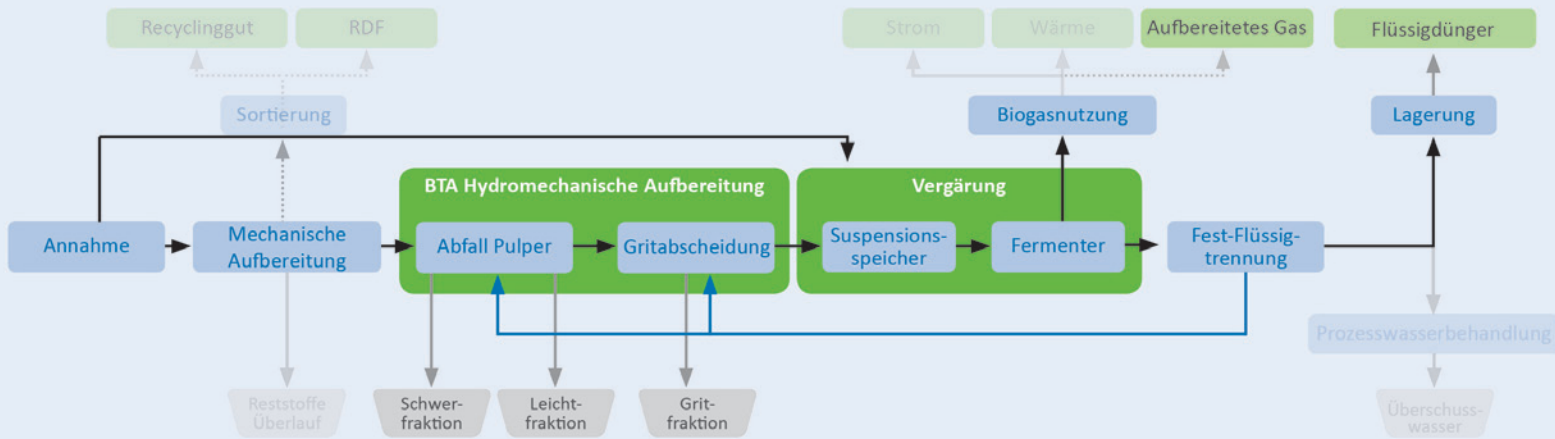 Recyclinggut
RDF
Strom
Wärme
Aufbereitetes Gas
Flüssigdünger
Sortierung
Biogasnutzung
Lagerung
BTA Hydromechanische Aufbereitung
Vergärung
Annahme
Mechanische
Aufbereitung
Abfall Pulper
Gritabscheidung
Suspensions-
speicher
Fermenter
Fest-Flüssig-
trennung
Prozesswasserbehandlung
Reststoffe
Überlauf
Schwer-
fraktion
Leicht-
fraktion
Grit-
fraktion
Überschuss-
wasser